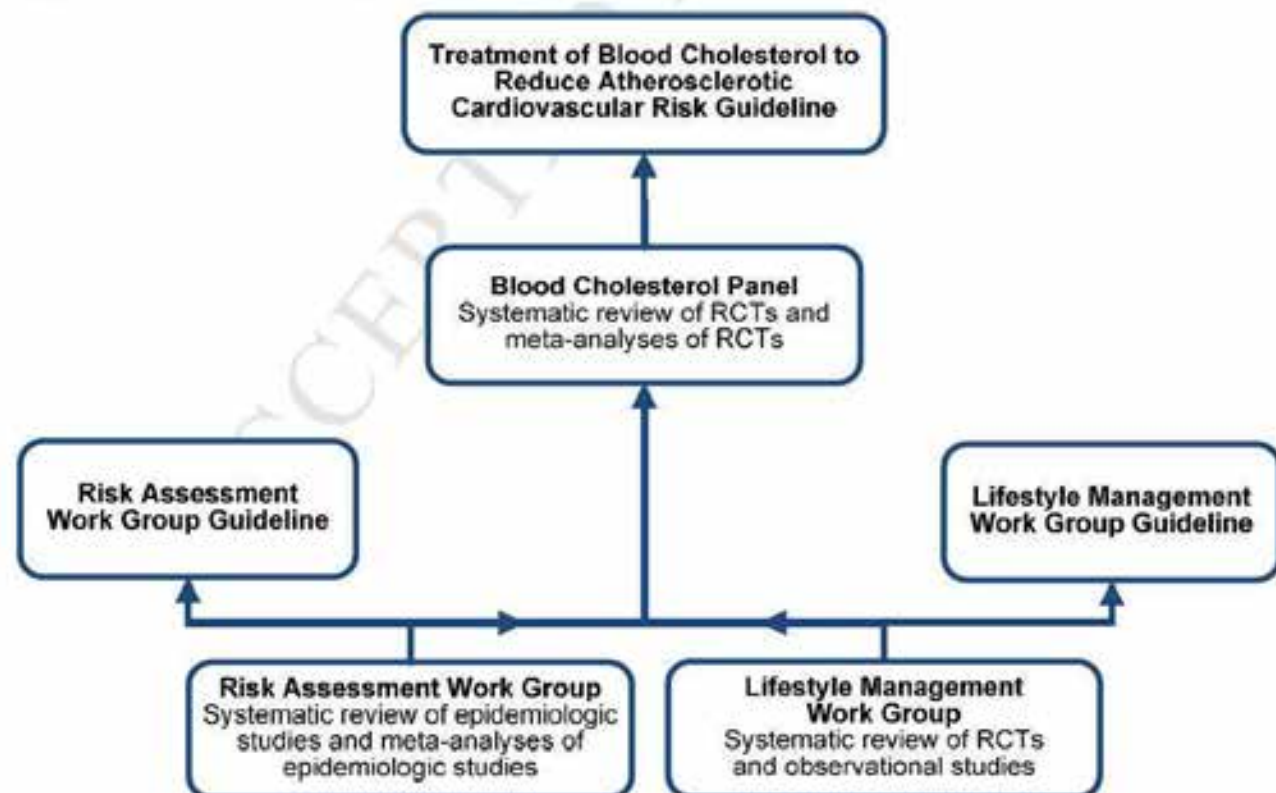 Treatment of Blood Cholesterol to
Reduce Atherosclerotic
Cardiovascular Risk Guideline
Blood Cholesterol Panel
Systematic review of RCTs and
meta-analyses of RCTs
Risk Assessment
Work Group Guideline
Lifestyle Management
Work Group Guideline
Risk Assessment Work Group
Systematic review of epidemiologic
studies and meta-analyses of
epidemiologic studies
Lifestyle Management
Work Group
Systematic review of RCTs
and observational studies